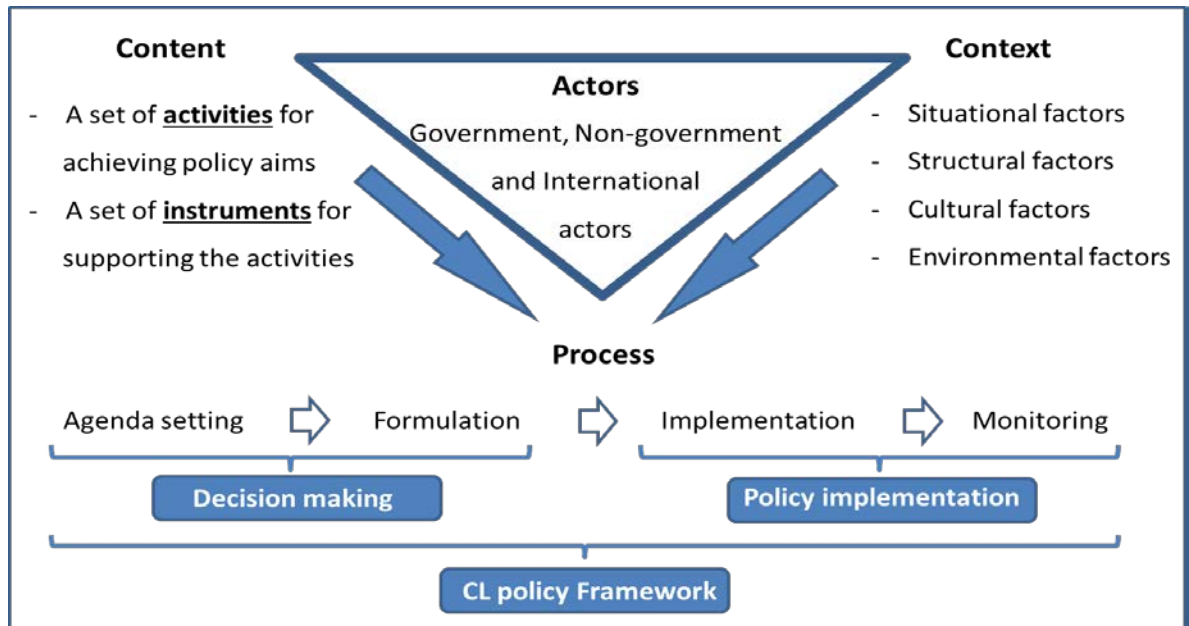 Content
- A set of activities for
achieving policy aims
- A set of instruments for
supporting the activities
Actors
Government, Non-government
and International
actors
Context
- Situational factors
- Structural factors
- Cultural factors
- Environmental factors
Process
Agenda setting Formulation Implementation Monitoring
Decision making Policy implementation
CL policy Framework